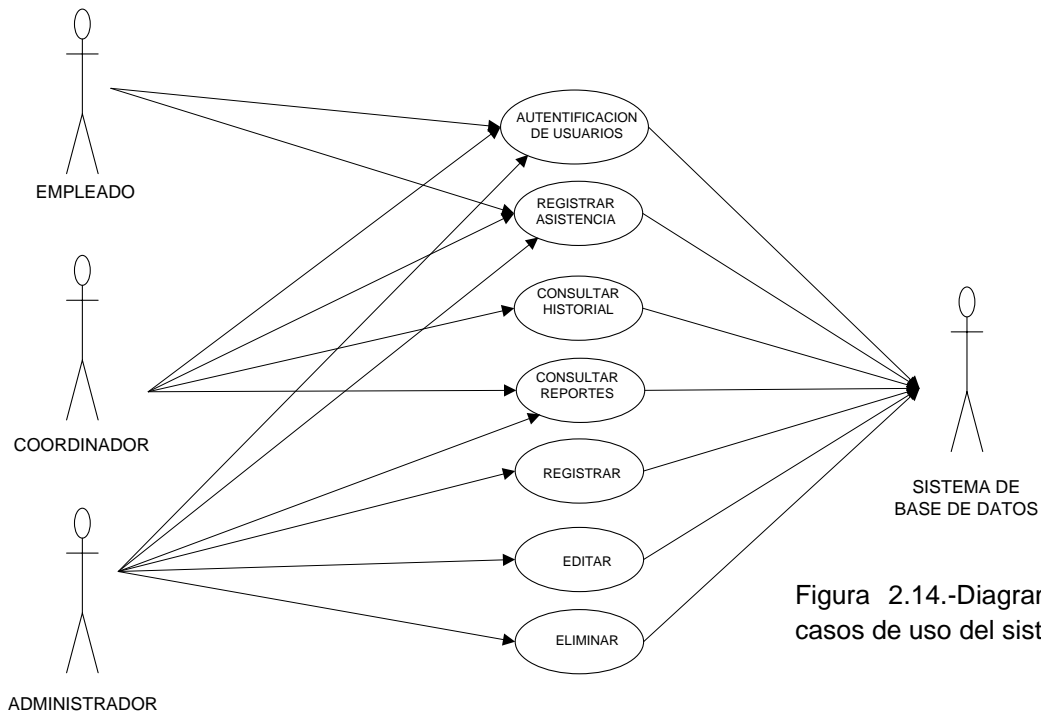 EMPLEADO
COORDINADOR
ADMINISTRADOR
AUTENTIFICACION
DE USUARIOS
REGISTRAR
ASISTENCIA
CONSULTAR
HISTORIAL
CONSULTAR
REPORTES
REGISTRAR
EDITAR
ELIMINAR
SISTEMA DE
BASE DE DATOS
Figura 2.14.-Diagrar
casos de uso del sist